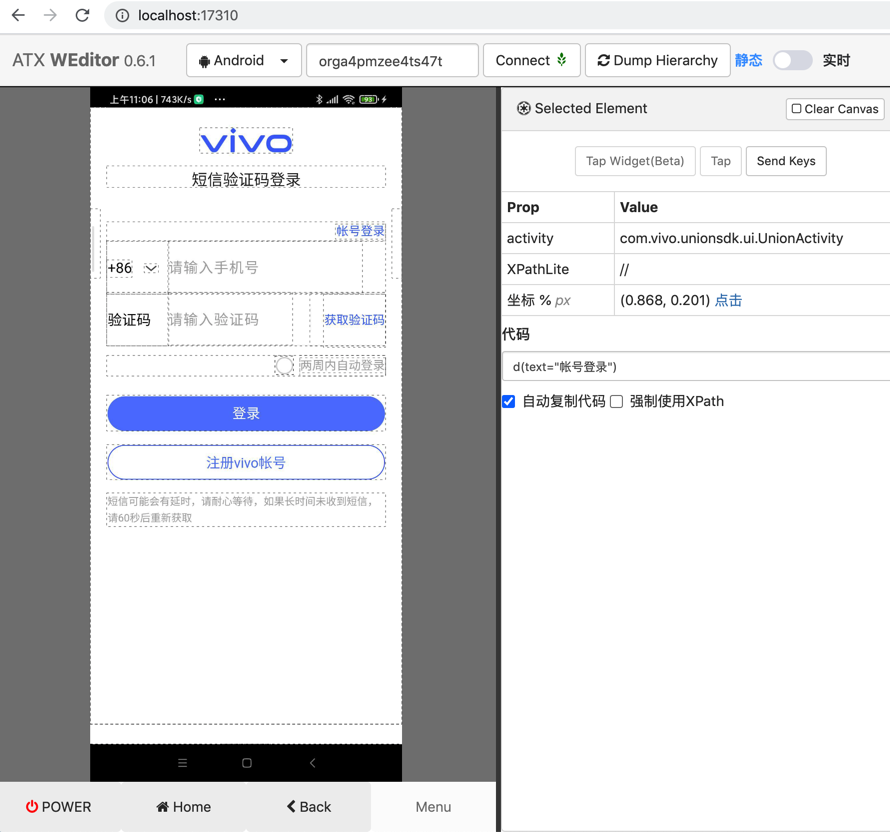 localhost:17310
ATX WEditor 0.6.1
Android
orga4pmzee4ts47t
Connect
Dump Hierarchy
静态
实时
上午11:06 | 743K/s
93
vivo
短信验证码登录
帐号登录
+86
请输入手机号
验证码
请输入验证码
获取验证码
两周内自动登录
登录
注册vivo帐号
短信可能会有延时，请耐心等待，如果长时间未收到短信，
请60秒后重新获取
POWER
Home
Back
Menu
Selected Element
Clear Canvas
Tap Widget(Beta)
Tap
Send Keys
Prop Value
activity com.vivo.unionsdk.ui.UnionActivity
XPathLite //
坐标 % px (0.868, 0.201) 点击
代码
d(text="帐号登录")
自动复制代码 强制使用XPath